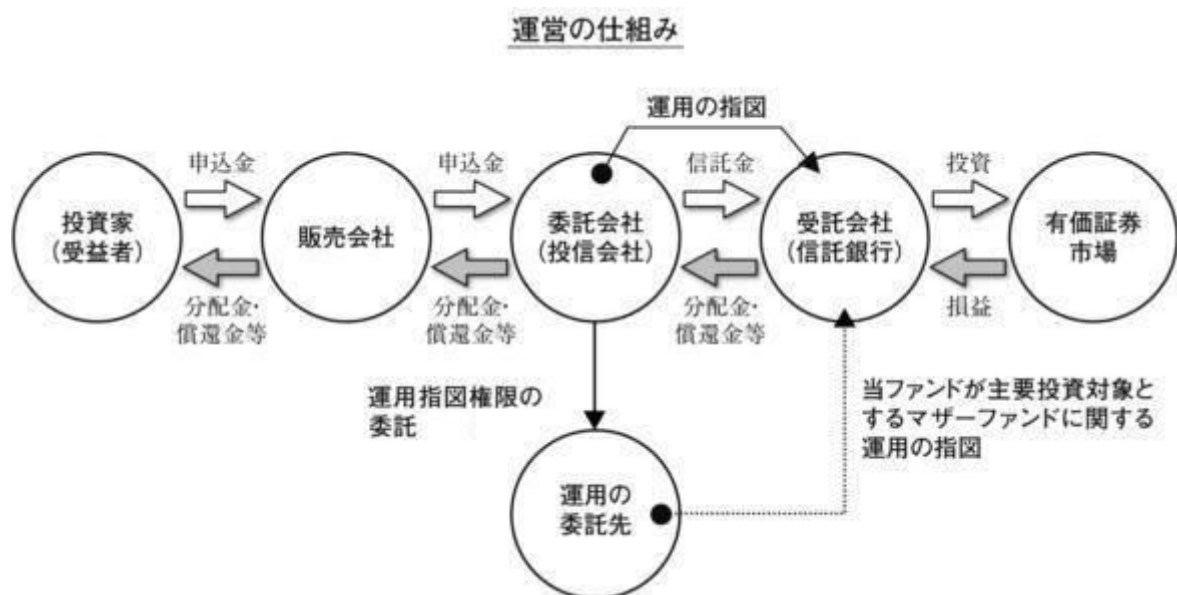 運営の仕組み
運用の指図
申込金
申込金
信託金
投資
投資家
(受益者)
販売会社
委託会社
(投信会社)
受託会社
(信託銀行)
有価証券
市場
分配金・
償還金等
分配金・
償還金等
分配金・
償還金等
損益
運用指図権限の
委託
当ファンドが主要投資対象と
するマザーファンドに関する
運用の指図
運用の
委託先